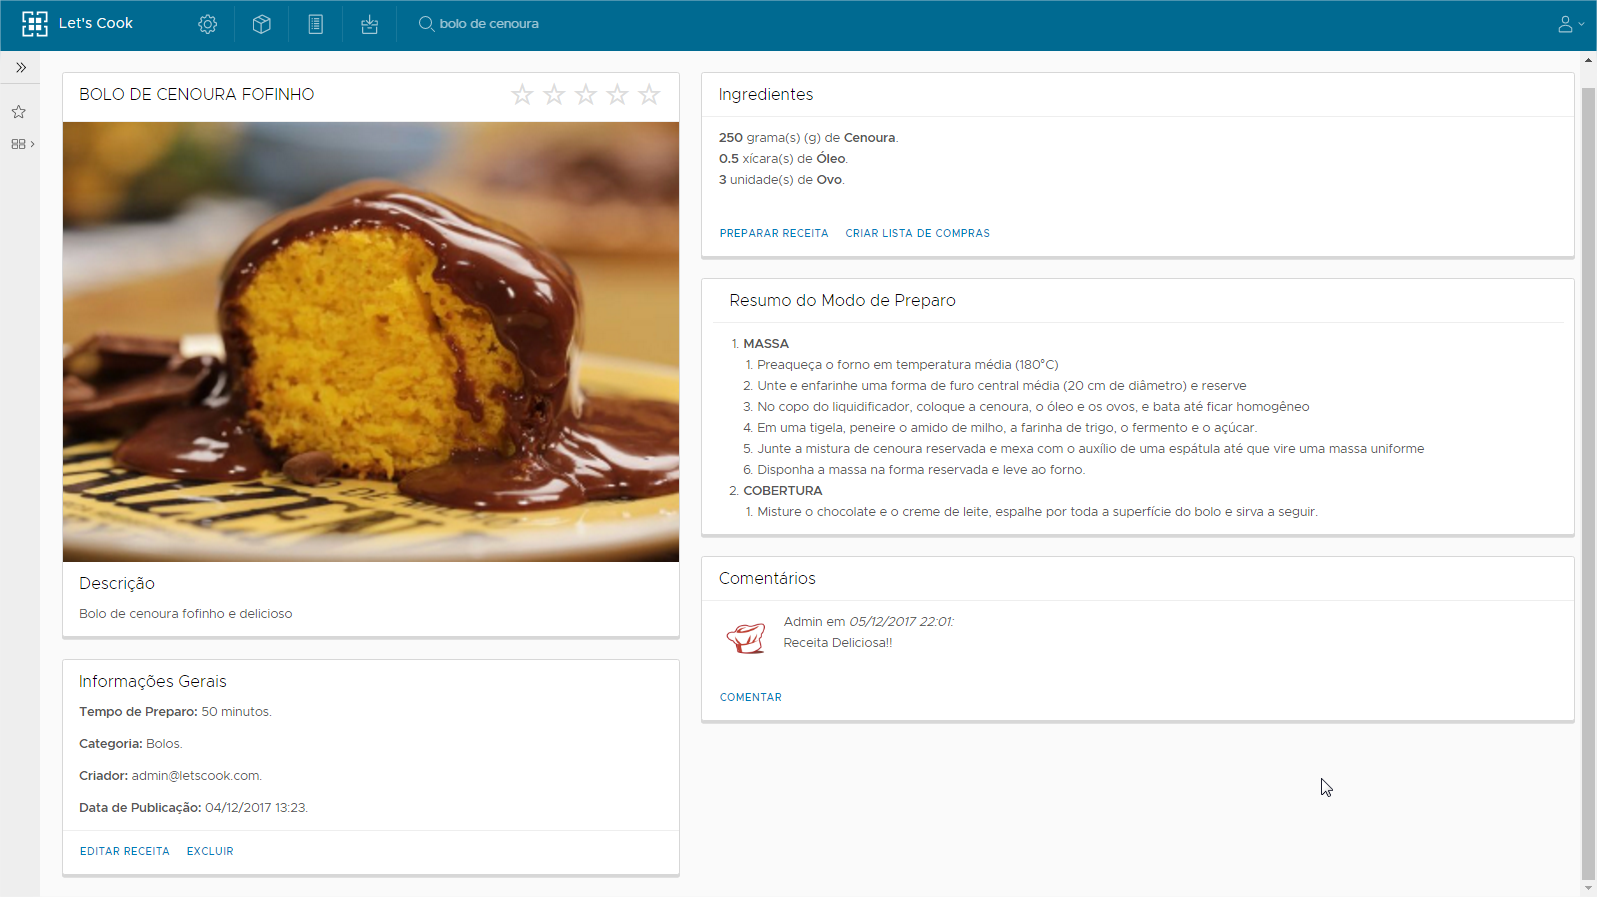 Let's Cook
bolo de cenoura
BOLO DE CENOURA FOFINHO
Descrição
Bolo de cenoura fofinho e delicioso
Informações Gerais
Tempo de Preparo: 50 minutos.
Categoria: Bolos.
Criador: admin@letscook.com.
Data de Publicação: 04/12/2017 13:23.
EDITAR RECEITA EXCLUIR
Ingredientes
250 grama(s) (g) de Cenoura.
0.5 xícara(s) de Óleo.
3 unidade(s) de Ovo.
PREPARAR RECEITA CRIAR LISTA DE COMPRAS
Resumo do Modo de Preparo
1. MASSA
1. Preaqueça o forno em temperatura média (180°C)
2. Unte e enfarinhe uma forma de furo central média (20 cm de diâmetro) e reserve
3. No copo do liquidificador, coloque a cenoura, o óleo e os ovos, e bata até ficar homogêneo
4. Em uma tigela, peneire o amido de milho, a farinha de trigo, o fermento e o açúcar.
5. Junte a mistura de cenoura reservada e mexa com o auxílio de uma espátula até que vire uma massa uniforme
6. Disponha a massa na forma reservada e leve ao forno.
2. COBERTURA
1. Misture o chocolate e o creme de leite, espalhe por toda a superfície do bolo e sirva a seguir.
Comentários
Admin em 05/12/2017 22:01:
Receita Deliciosa!!
COMENTAR